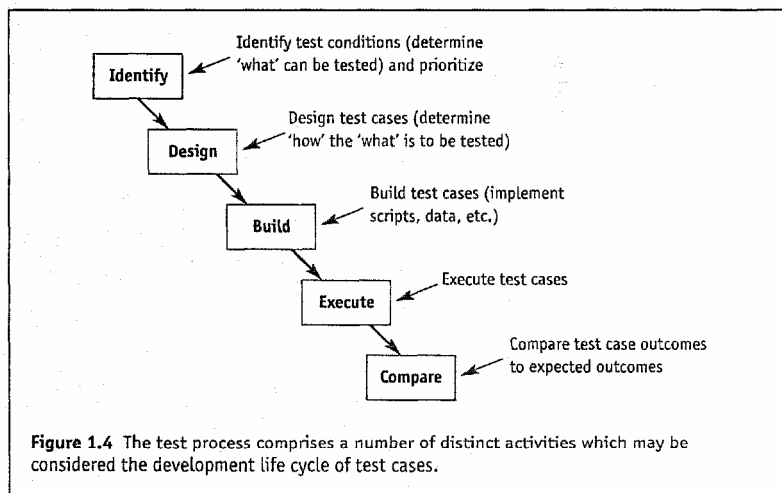 Identify test conditions (determine
'what' can be tested) and prioritize
Identify
Design test cases (determine
'how' the 'what' is to be tested)
Design
Build test cases (implement
scripts, data, etc.)
Build
Execute test cases
Execute
Compare test case outcomes
to expected outcomes
Compare
Figure 1.4 The test process comprises a number of distinct activities which may be
considered the development life cycle of test cases.